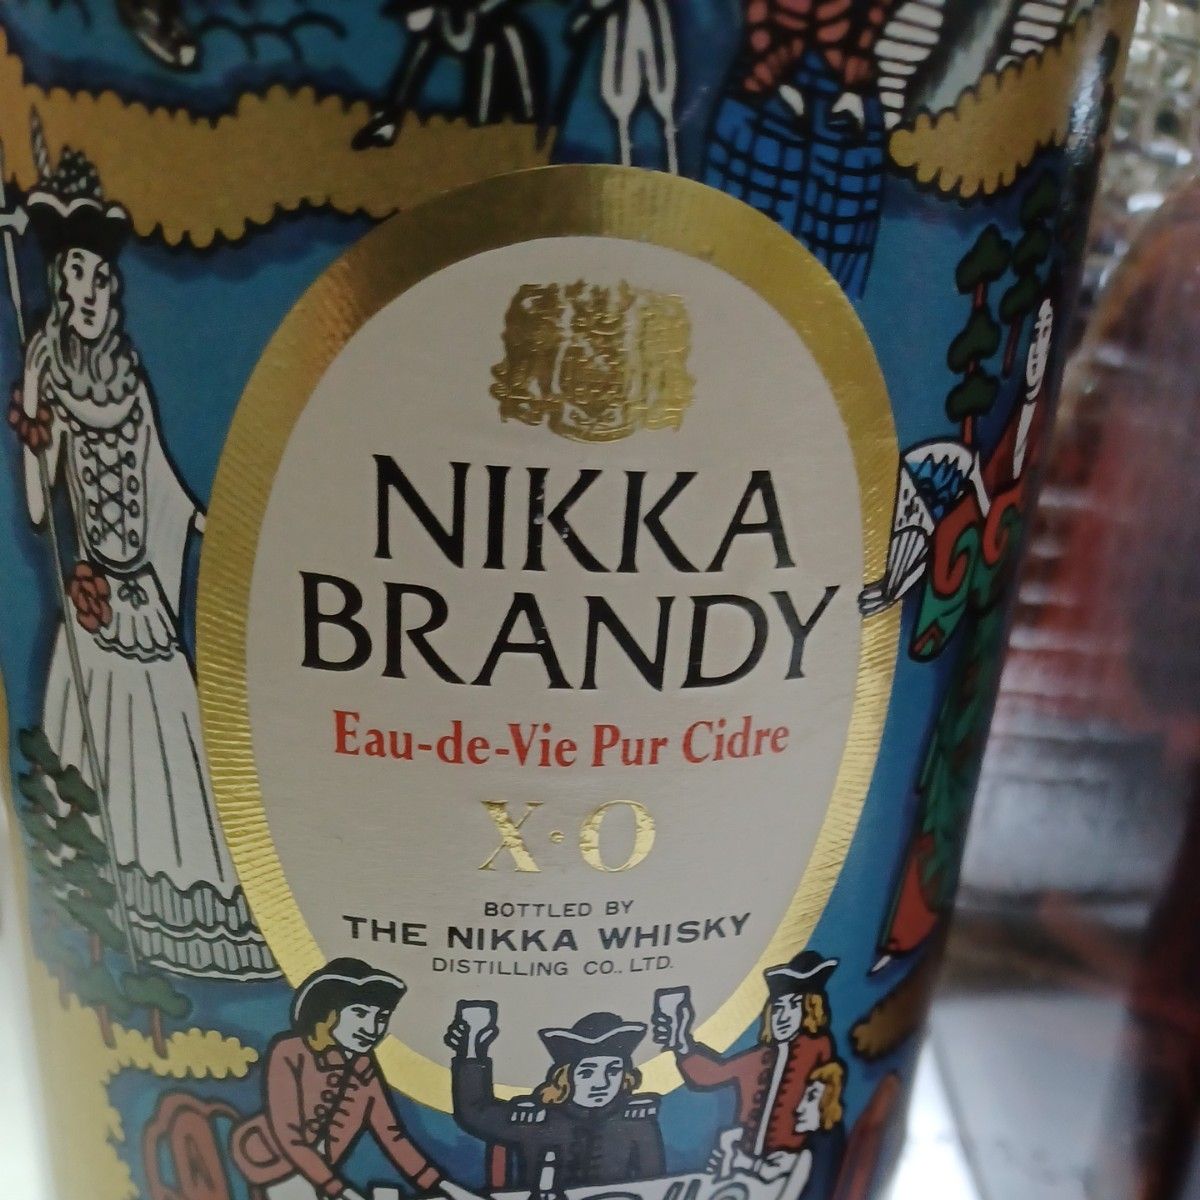 NIKKA
BRANDY
Eau-de-Vie Pur Cidre
X·O
BOTTLED BY
THE NIKKA WHISKY
DISTILLING CO., LTD.